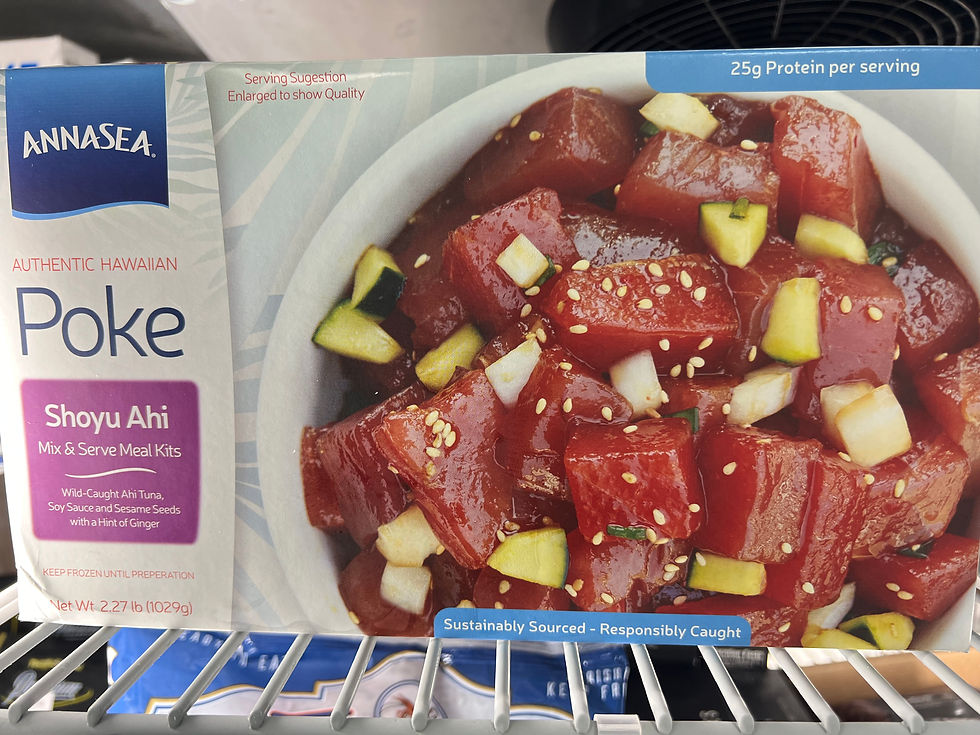 ANNASEA®
AUTHENTIC HAWAIIAN
Poke
Shoyu Ahi
Mix & Serve Meal Kits
Wild-Caught Ahi Tuna,
Soy Sauce and Sesame Seeds
with a Hint of Ginger
KEEP FROZEN UNTIL PREPERATION
Net Wt. 2.27 lb (1029g)
Serving Sugestion
Enlarged to show Quality
25g Protein per serving
Sustainably Sourced - Responsibly Caught